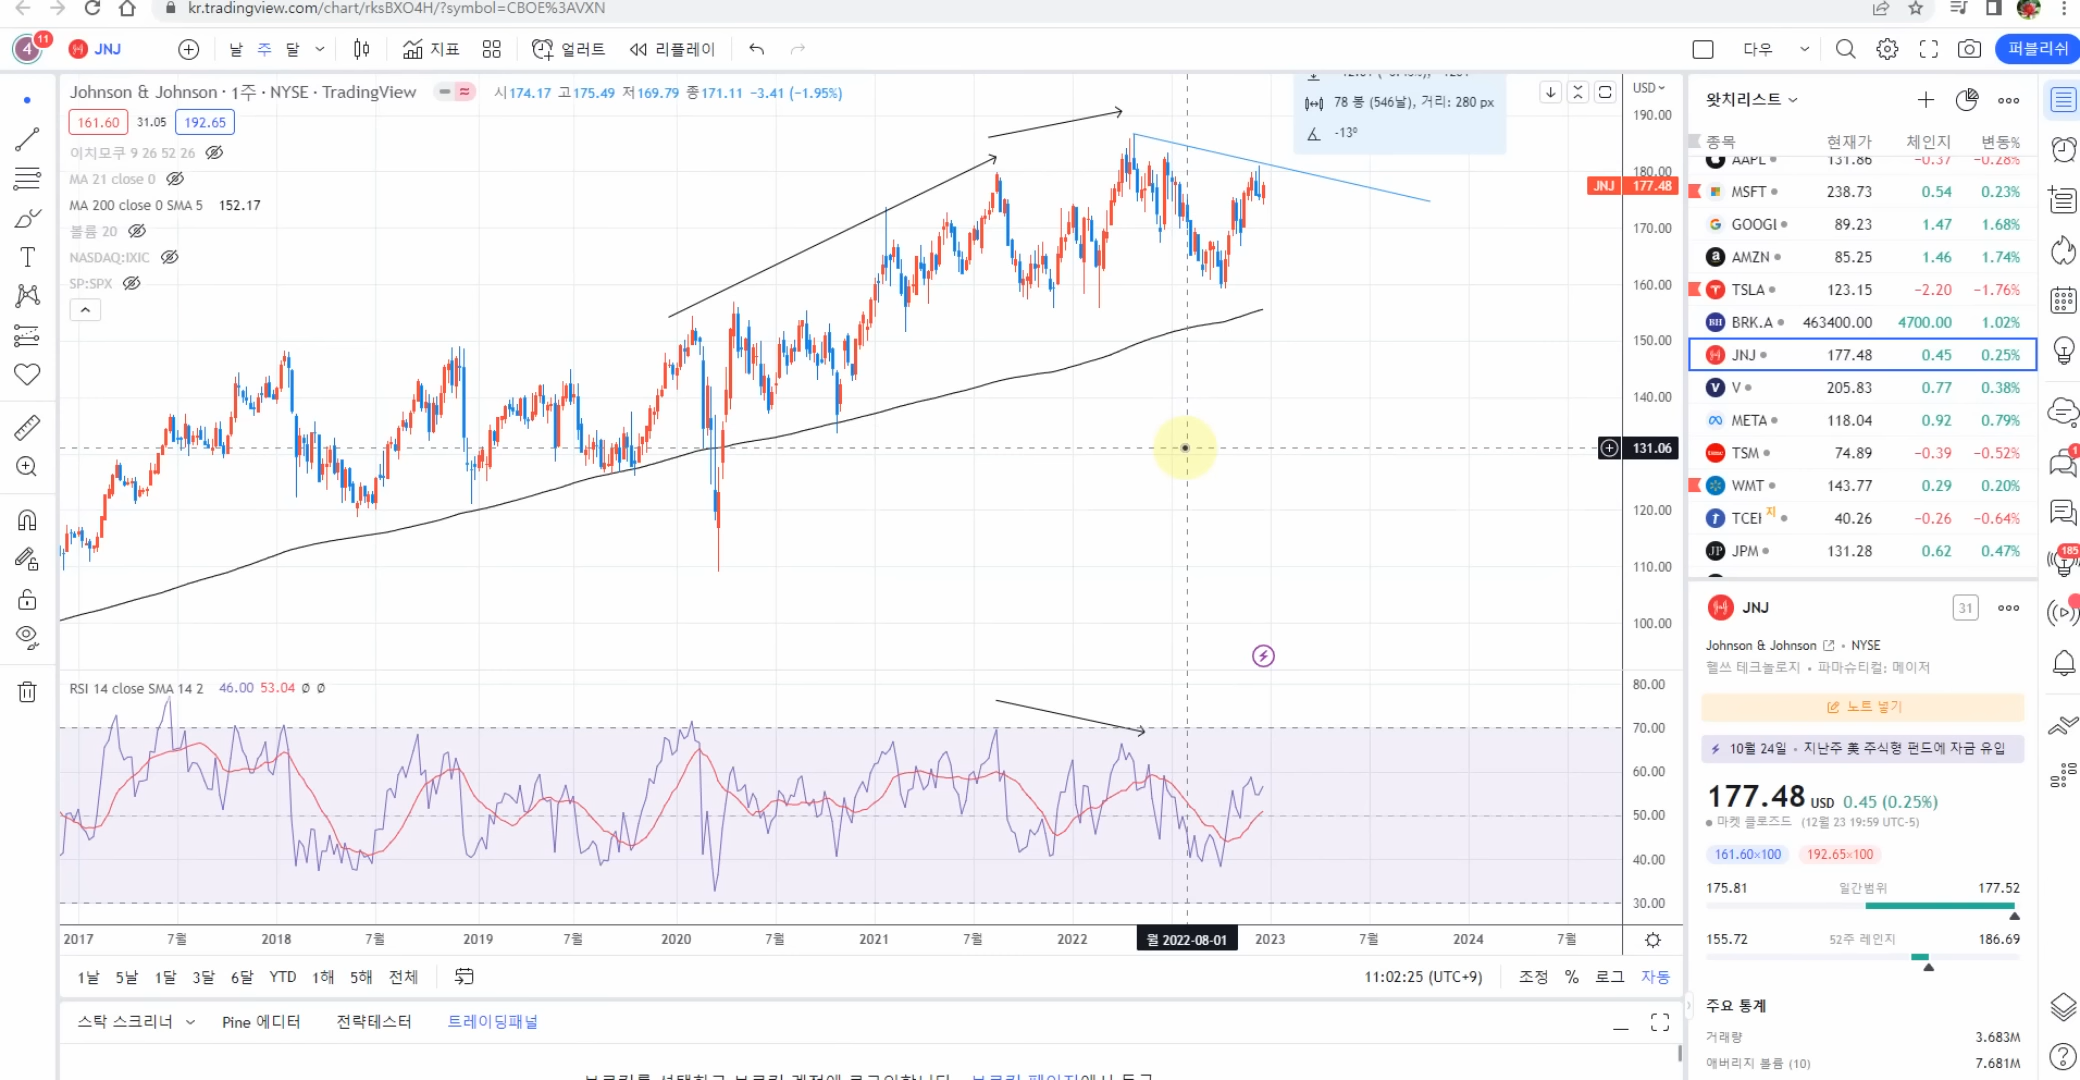 kr.tradingview.com/chart/rksBXO4H/?symbol=CBOE%3AVXN
4 11 JNJ 날 주 달 지표 얼러트 리플레이 다우 퍼블리쉬
Johnson & Johnson · 1주 · NYSE · TradingView 시174.17 고175.49 저169.79 종171.11 −3.41 (−1.95%)
161.60 31.05 192.65
이치모쿠 9 26 52 26
MA 21 close 0
MA 200 close 0 SMA 5 152.17
볼륨 20
NASDAQ:IXIC
SP:SPX
78 봉 (546날), 거리: 280 px
-13º
USD
190.00
180.00
JNJ 177.48
170.00
160.00
150.00
140.00
131.06
120.00
110.00
100.00
RSI 14 close SMA 14 2 46.00 53.04 Ø Ø
80.00
70.00
60.00
50.00
40.00
30.00
2017 7월 2018 7월 2019 7월 2020 7월 2021 7월 2022 월 2022-08-01 2023 7월 2024 7월
1날 5날 1달 3달 6달 YTD 1해 5해 전체 11:02:25 (UTC+9) 조정 % 로그 자동
스탁 스크리너 Pine 에디터 전략테스터 트레이딩패널
왓치리스트
종목 현재가 체인지 변동%
AAPL 131.86 −0.37 −0.28%
MSFT 238.73 0.54 0.23%
GOOGL 89.23 1.47 1.68%
AMZN 85.25 1.46 1.74%
TSLA 123.15 −2.20 −1.76%
BRK.A 463400.00 4700.00 1.02%
JNJ 177.48 0.45 0.25%
V 205.83 0.77 0.38%
META 118.04 0.92 0.79%
TSM 74.89 −0.39 −0.52%
WMT 143.77 0.29 0.20%
TCEH 지 40.26 −0.26 −0.64%
JPM 131.28 0.62 0.47%
JNJ 31
Johnson & Johnson · NYSE
헬쓰 테크놀로지 · 파마슈티컬: 메이저
노트 넣기
10월 24일 · 지난주 美 주식형 펀드에 자금 유입
177.48 USD 0.45 (0.25%)
마켓 클로즈드 (12월 23 19:59 UTC-5)
161.60×100 192.65×100
175.81 일간범위 177.52
155.72 52주 레인지 186.69
주요 통계
거래량 3.683M
애버리지 볼륨 (10) 7.681M
1
185